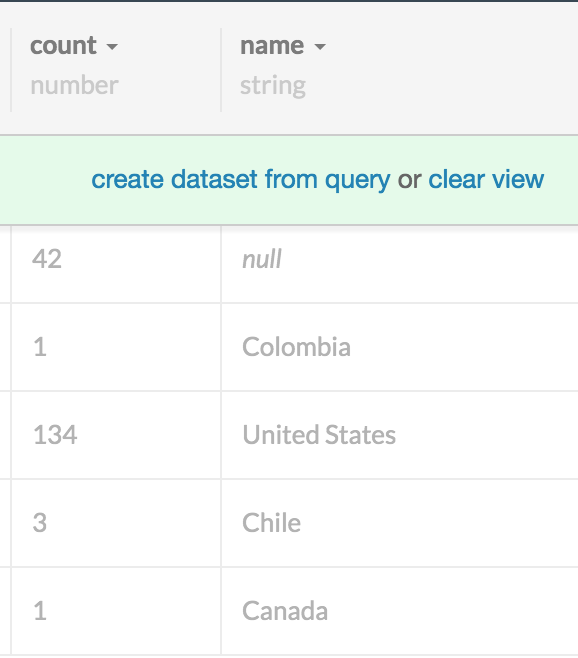 count name
number string
create dataset from query or clear view
42 null
1 Colombia
134 United States
3 Chile
1 Canada